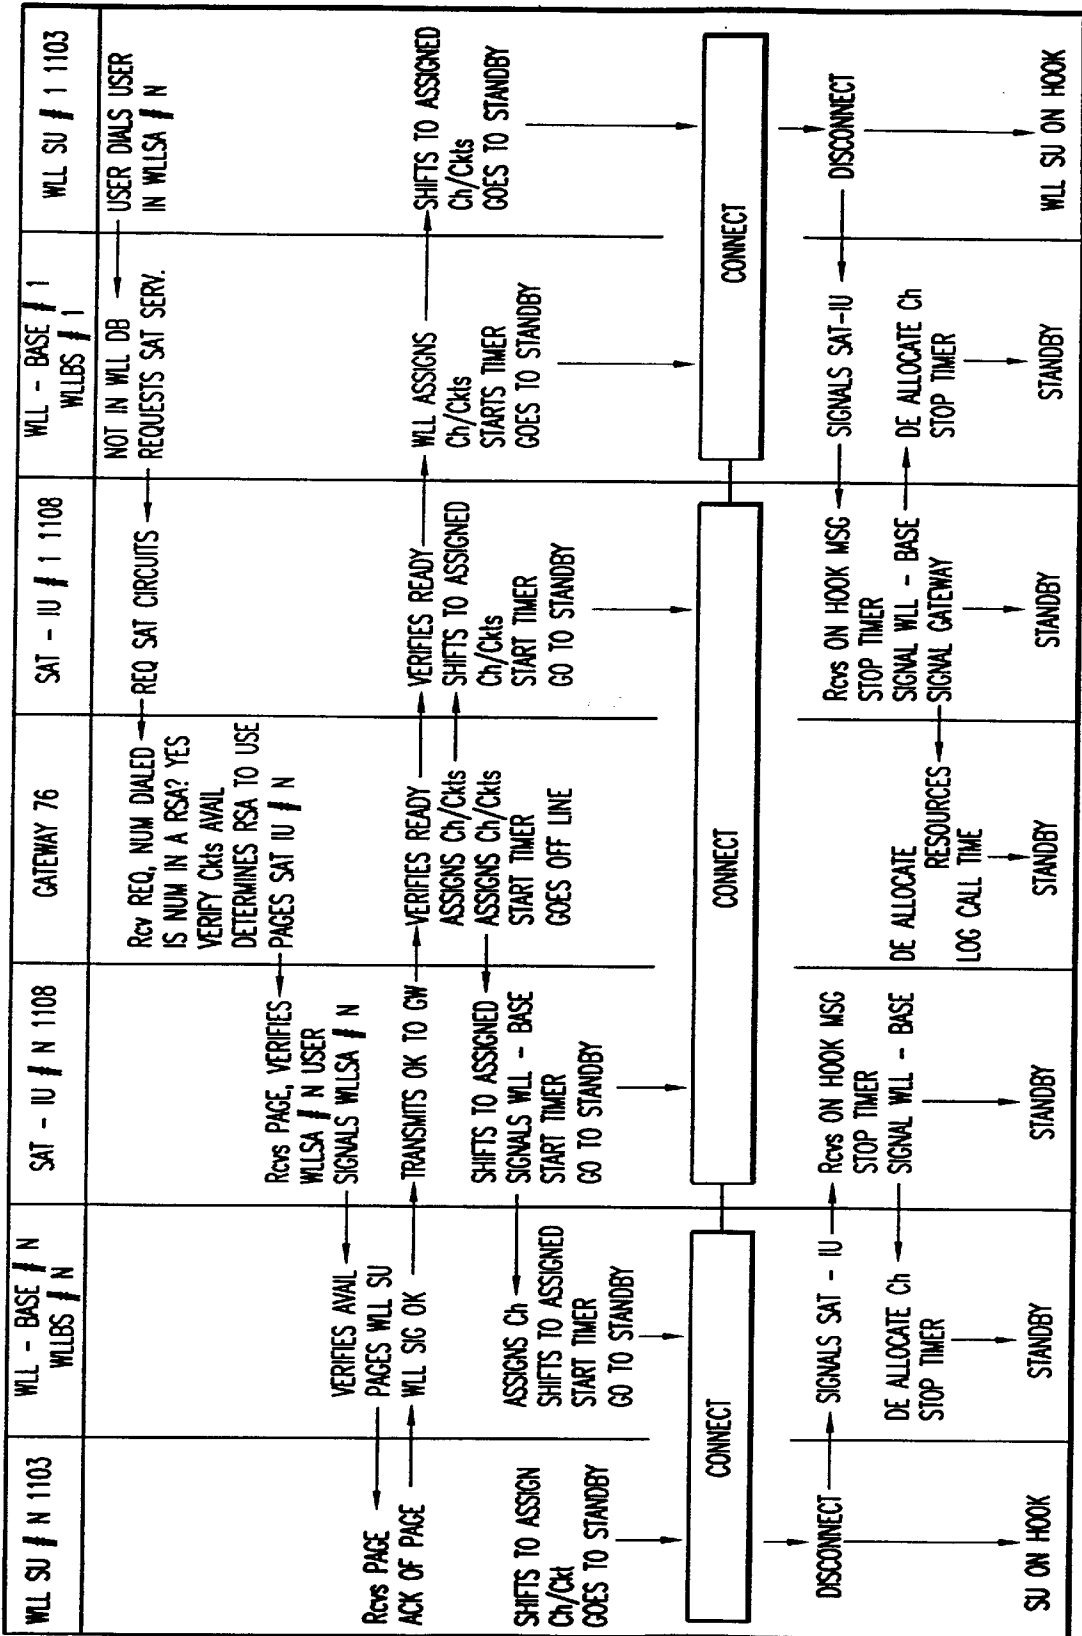 WLL SU # N 1103
WLL - BASE # N
WLLBS # N
SAT - IU # N 1108
GATEWAY 76
SAT - IU # 1 1108
WLL - BASE # 1
WLLBS # 1
WLL SU # 1 1103
USER DIALS USER
IN WLLSA # N
NOT IN WLL DB
REQUESTS SAT SERV.
REQ SAT CIRCUITS
Rcv REQ, NUM DIALED
IS NUM IN A RSA? YES
VERIFY Ckts AVAIL
DETERMINES RSA TO USE
PAGES SAT IU # N
Rcvs PAGE, VERIFIES
WLLSA # N USER
SIGNALS WLLSA # N
VERIFIES AVAIL
PAGES WLL SU
Rcvs PAGE
ACK OF PAGE
WLL SIG OK
TRANSMITS OK TO GW
VERIFIES READY
ASSIGNS Ch/Ckts
ASSIGNS Ch/Ckts
START TIMER
GOES OFF LINE
VERIFIES READY
SHIFTS TO ASSIGNED
Ch/Ckts
START TIMER
GO TO STANDBY
WLL ASSIGNS
Ch/Ckts
STARTS TIMER
GOES TO STANDBY
SHIFTS TO ASSIGNED
Ch/Ckts
GOES TO STANDBY
SHIFTS TO ASSIGNED
SIGNALS WLL - BASE
START TIMER
GO TO STANDBY
ASSIGNS Ch
SHIFTS TO ASSIGNED
START TIMER
GO TO STANDBY
SHIFTS TO ASSIGN
Ch/Ckt
GOES TO STANDBY
CONNECT
CONNECT
CONNECT
DISCONNECT
SIGNALS SAT - IU
Rcvs ON HOOK MSG
STOP TIMER
SIGNAL WLL - BASE
DE ALLOCATE Ch
STOP TIMER
DE ALLOCATE
RESOURCES
LOG CALL TIME
Rcvs ON HOOK MSG
STOP TIMER
SIGNAL WLL - BASE
SIGNAL GATEWAY
SIGNALS SAT-IU
DE ALLOCATE Ch
STOP TIMER
DISCONNECT
SU ON HOOK
STANDBY
STANDBY
STANDBY
STANDBY
STANDBY
WLL SU ON HOOK